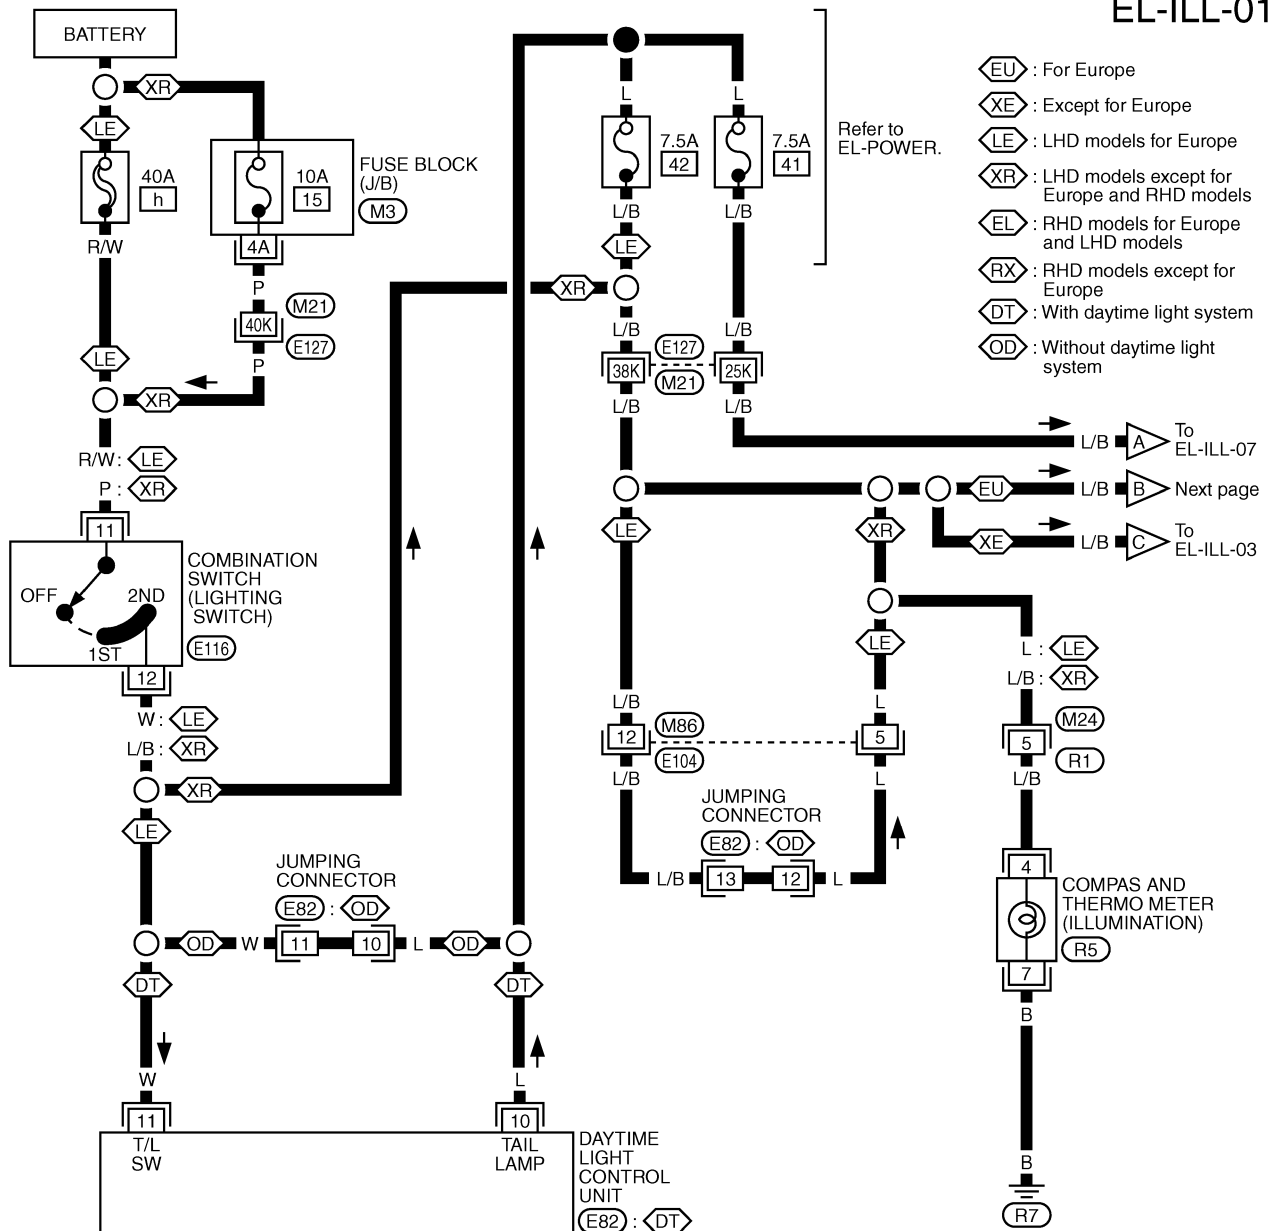 EL-ILL-01
BATTERY
XR
LE
40A
h
10A
15
FUSE BLOCK
(J/B)
M3
R/W
4A
P
M21
40K
E127
P
LE
XR
R/W : LE
P : XR
11
COMBINATION
SWITCH
(LIGHTING
SWITCH)
E116
OFF
2ND
1ST
12
W : LE
L/B : XR
XR
LE
JUMPING
CONNECTOR
E82 : OD
OD
W
11
10
L
OD
DT
DT
W
L
11
10
T/L
SW
TAIL
LAMP
DAYTIME
LIGHT
CONTROL
UNIT
E82 : DT
L
L
7.5A
42
7.5A
41
Refer to
EL-POWER.
L/B
L/B
LE
XR
L/B
L/B
E127
38K
25K
M21
L/B
L/B
L/B
A
To
EL-ILL-07
EU
L/B
B
Next page
XE
L/B
C
To
EL-ILL-03
LE
XR
LE
L : LE
L/B : XR
L/B
L
M86
12
5
E104
L/B
L
M24
5
R1
L/B
JUMPING
CONNECTOR
E82 : OD
L/B
13
12
L
4
COMPAS AND
THERMO METER
(ILLUMINATION)
R5
7
B
B
R7
EU : For Europe
XE : Except for Europe
LE : LHD models for Europe
XR : LHD models except for
Europe and RHD models
EL : RHD models for Europe
and LHD models
RX : RHD models except for
Europe
DT : With daytime light system
OD : Without daytime light
system